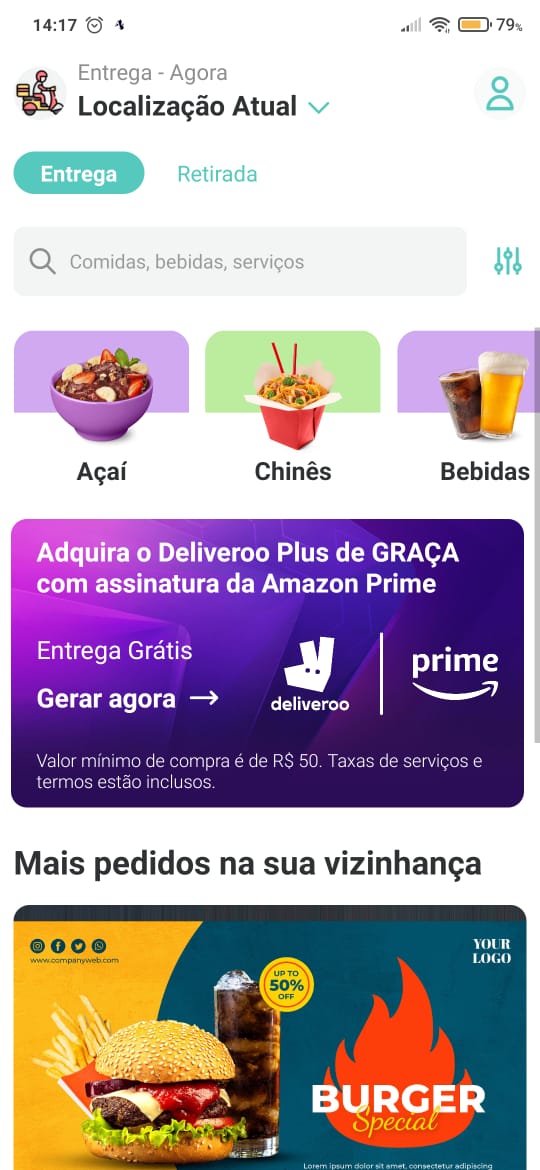 14:17
79%
Entrega - Agora
Localização Atual
Entrega
Retirada
Comidas, bebidas, serviços
Açaí
Chinês
Bebidas
Adquira o Deliveroo Plus de GRAÇA
com assinatura da Amazon Prime
Entrega Grátis
Gerar agora →
deliveroo
prime
Valor mínimo de compra é de R$ 50. Taxas de serviços e
termos estão inclusos.
Mais pedidos na sua vizinhança
www.companyweb.com
YOUR
LOGO
UP TO
50%
OFF
BURGER
Special
Lorem ipsum dolor sit amet, consectetur adipiscing